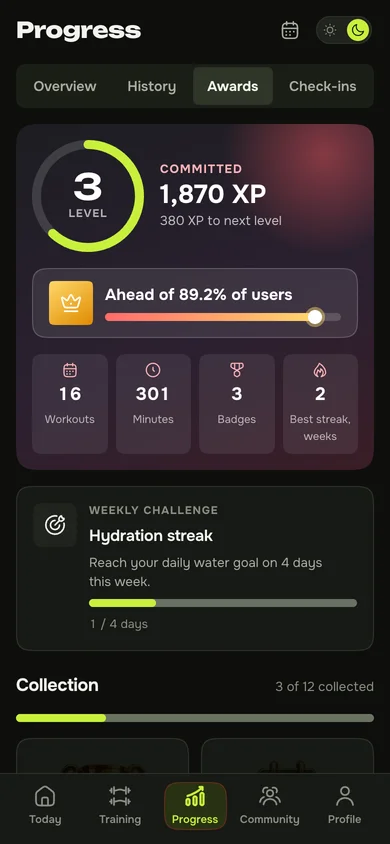 Progress
Overview
History
Awards
Check-ins
3
LEVEL
COMMITTED
1,870 XP
380 XP to next level
Ahead of 89.2% of users
16
Workouts
301
Minutes
3
Badges
2
Best streak,
weeks
WEEKLY CHALLENGE
Hydration streak
Reach your daily water goal on 4 days
this week.
1 / 4 days
Collection
3 of 12 collected
Today
Training
Progress
Community
Profile